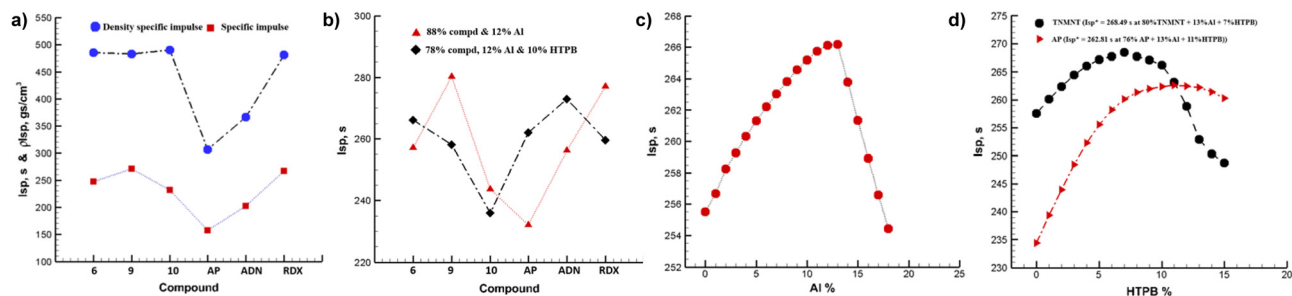 a)
Density specific impulse
Specific impulse
Isp, s & ρIsp, gs/cm³
550
500
450
400
350
300
250
200
150
100
6 9 10 AP ADN RDX
Compound
b)
88% compd & 12% Al
78% compd, 12% Al & 10% HTPB
Isp, s
280
260
240
220
6 9 10 AP ADN RDX
Compound
c)
Isp, s
268
266
264
262
260
258
256
254
252
0 5 10 15 20 25
Al %
d)
TNMNT (Isp* = 268.49 s at 80%TNMNT + 13%Al + 7%HTPB)
AP (Isp* = 262.81 s at 76% AP + 13%Al + 11%HTPB))
Isp, s
275
270
265
260
255
250
245
240
235
230
0 5 10 15 20
HTPB %